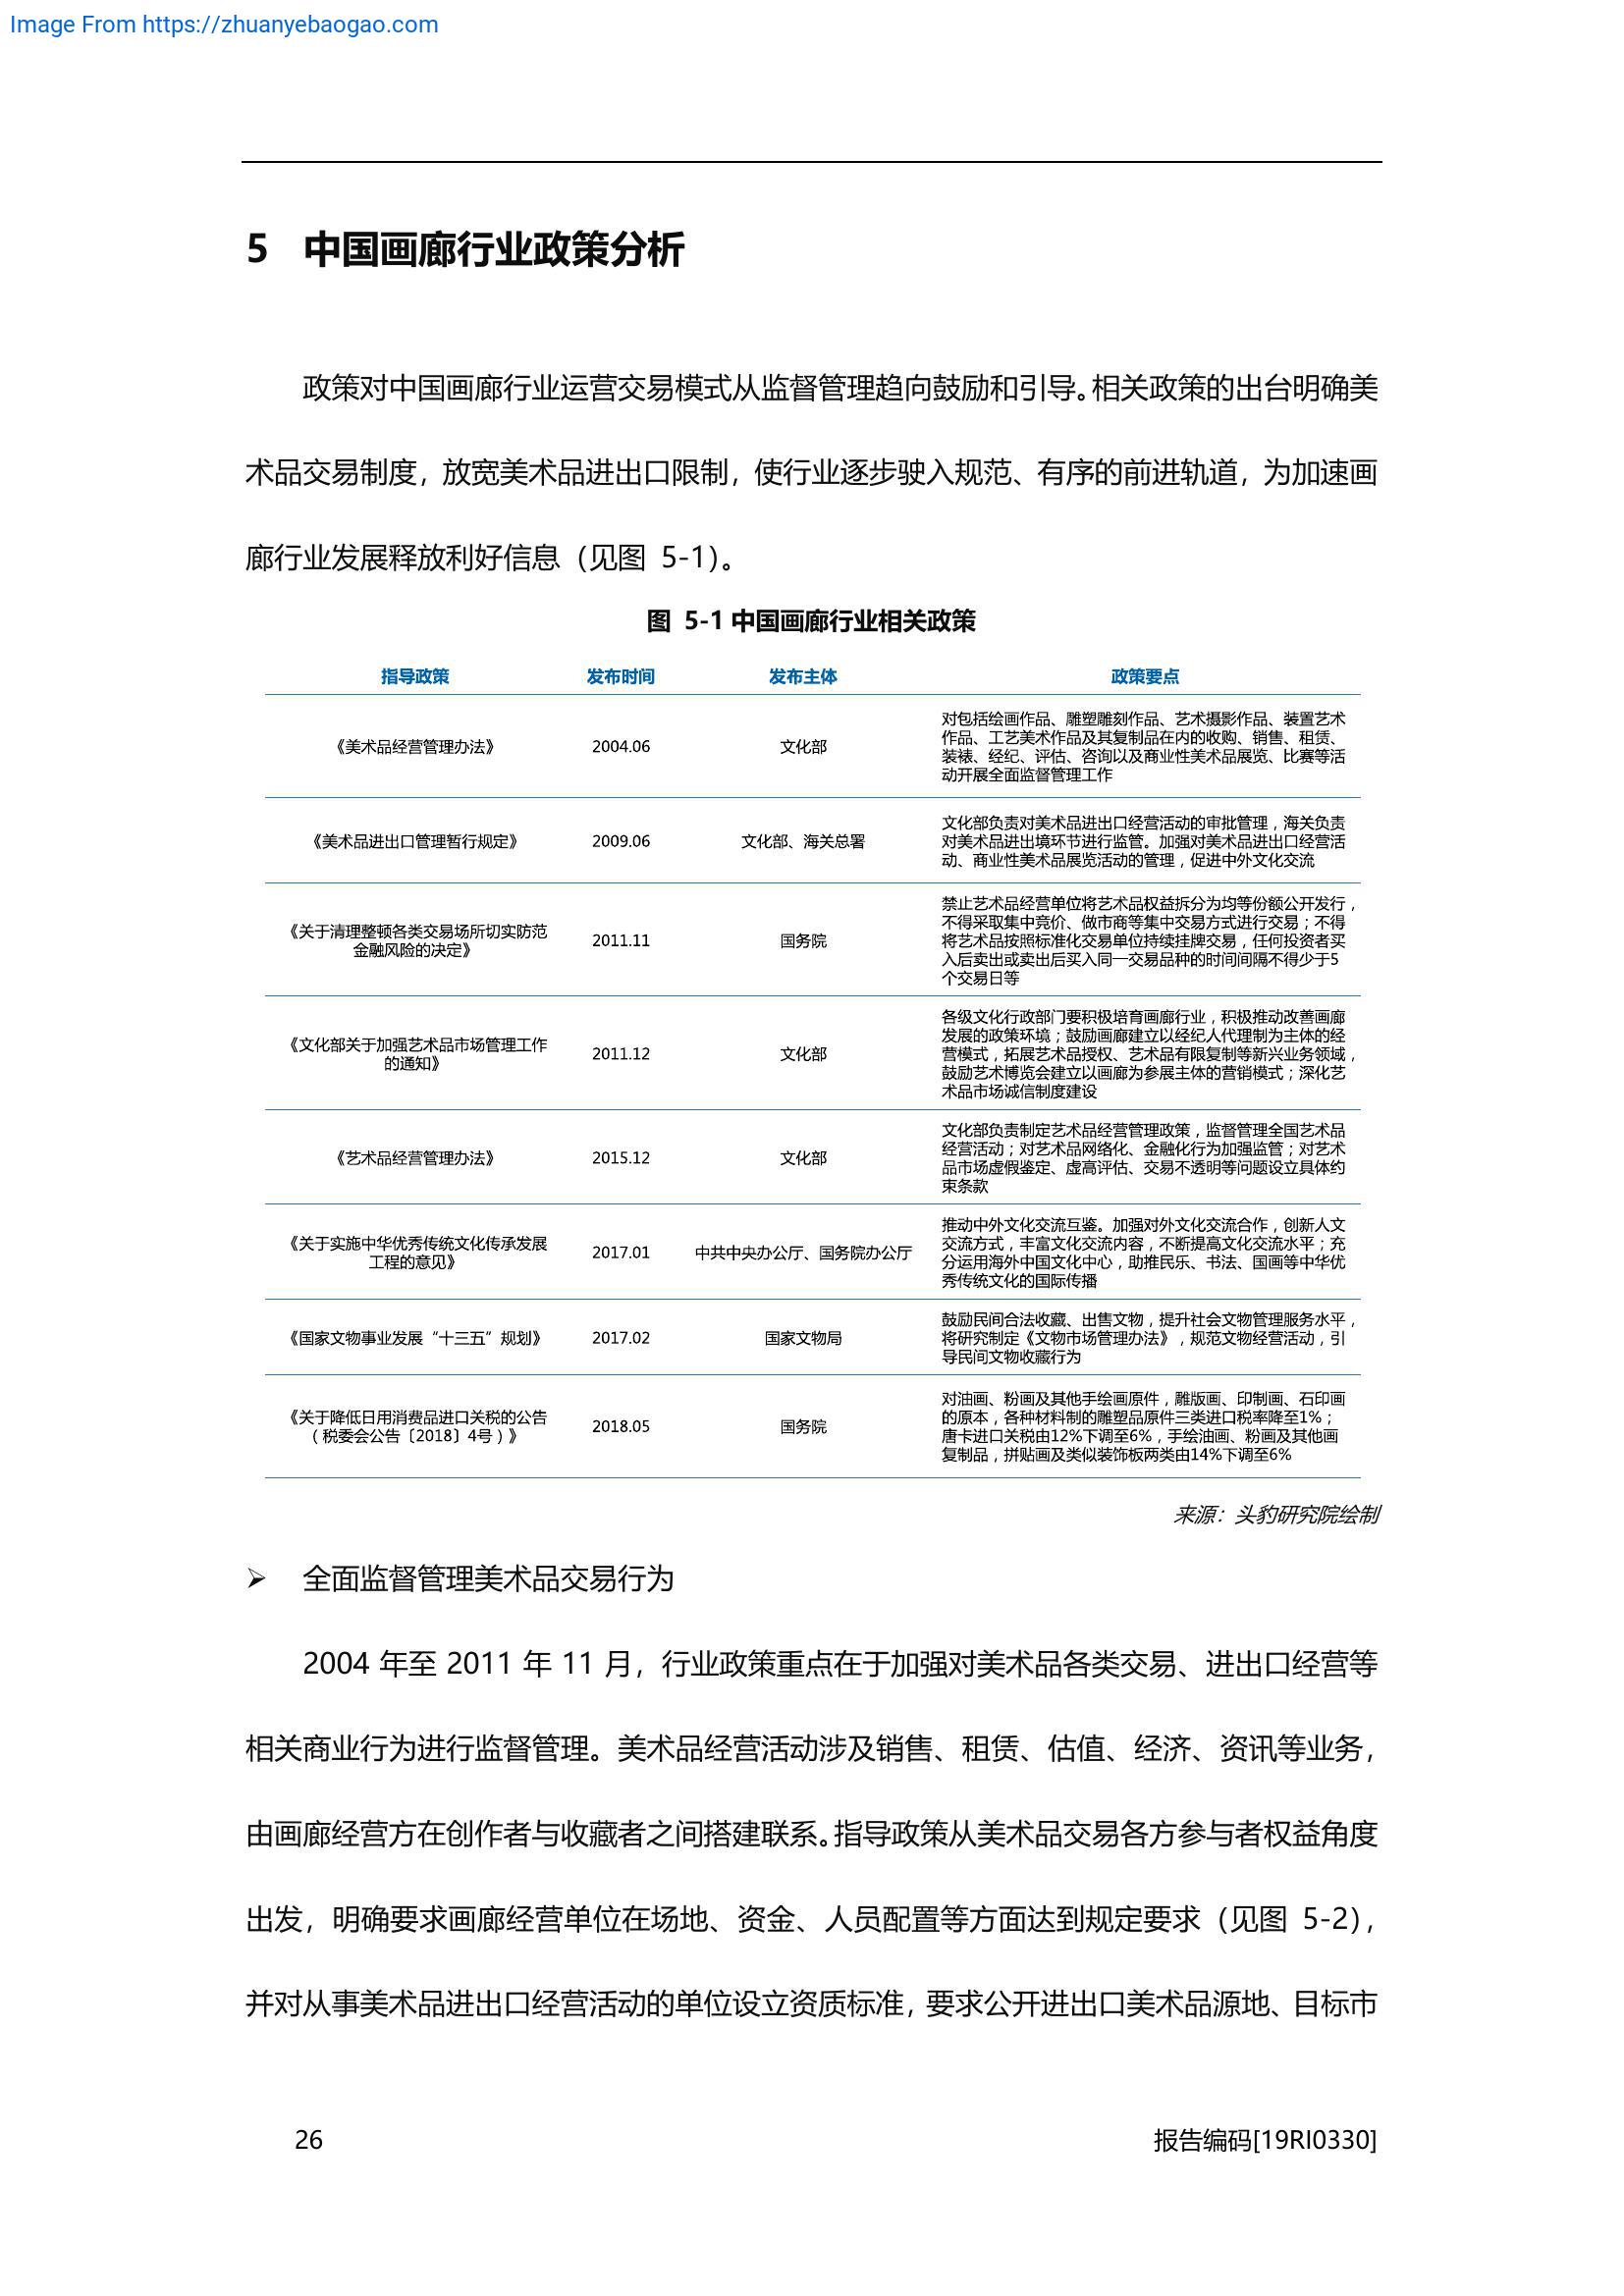 Image From https://zhuanyebaogao.com
5 中国画廊行业政策分析
政策对中国画廊行业运营交易模式从监督管理趋向鼓励和引导。相关政策的出台明确美
术品交易制度，放宽美术品进出口限制，使行业逐步驶入规范、有序的前进轨道，为加速画
廊行业发展释放利好信息（见图 5-1）。
图 5-1 中国画廊行业相关政策
指导政策 发布时间 发布主体 政策要点
《美术品经营管理办法》 2004.06 文化部
对包括绘画作品、雕塑雕刻作品、艺术摄影作品、装置艺术
作品、工艺美术作品及其复制品在内的收购、销售、租赁、
装裱、经纪、评估、咨询以及商业性美术品展览、比赛等活
动开展全面监督管理工作
《美术品进出口管理暂行规定》 2009.06 文化部、海关总署
文化部负责对美术品进出口经营活动的审批管理，海关负责
对美术品进出境环节进行监管。加强对美术品进出口经营活
动、商业性美术品展览活动的管理，促进中外文化交流
《关于清理整顿各类交易场所切实防范
金融风险的决定》
2011.11 国务院
禁止艺术品经营单位将艺术品权益拆分为均等份额公开发行，
不得采取集中竞价、做市商等集中交易方式进行交易；不得
将艺术品按照标准化交易单位持续挂牌交易，任何投资者买
入后卖出或卖出后买入同一交易品种的时间间隔不得少于5
个交易日等
《文化部关于加强艺术品市场管理工作
的通知》
2011.12 文化部
各级文化行政部门要积极培育画廊行业，积极推动改善画廊
发展的政策环境；鼓励画廊建立以经纪人代理制为主体的经
营模式，拓展艺术品授权、艺术品有限复制等新兴业务领域，
鼓励艺术博览会建立以画廊为参展主体的营销模式；深化艺
术品市场诚信制度建设
《艺术品经营管理办法》 2015.12 文化部
文化部负责制定艺术品经营管理政策，监督管理全国艺术品
经营活动；对艺术品网络化、金融化行为加强监管；对艺术
品市场虚假鉴定、虚高评估、交易不透明等问题设立具体约
束条款
《关于实施中华优秀传统文化传承发展
工程的意见》
2017.01 中共中央办公厅、国务院办公厅
推动中外文化交流互鉴。加强对外文化交流合作，创新人文
交流方式，丰富文化交流内容，不断提高文化交流水平；充
分运用海外中国文化中心，助推民乐、书法、国画等中华优
秀传统文化的国际传播
《国家文物事业发展“十三五”规划》 2017.02 国家文物局
鼓励民间合法收藏、出售文物，提升社会文物管理服务水平，
将研究制定《文物市场管理办法》，规范文物经营活动，引
导民间文物收藏行为
《关于降低日用消费品进口关税的公告
（税委会公告〔2018〕4号）》
2018.05 国务院
对油画、粉画及其他手绘画原件，雕版画、印制画、石印画
的原本，各种材料制的雕塑品原件三类进口税率降至1%；
唐卡进口关税由12%下调至6%，手绘油画、粉画及其他画
复制品，拼贴画及类似装饰板两类由14%下调至6%
来源：头豹研究院绘制
➢ 全面监督管理美术品交易行为
2004 年至 2011 年 11 月，行业政策重点在于加强对美术品各类交易、进出口经营等
相关商业行为进行监督管理。美术品经营活动涉及销售、租赁、估值、经济、资讯等业务，
由画廊经营方在创作者与收藏者之间搭建联系。指导政策从美术品交易各方参与者权益角度
出发，明确要求画廊经营单位在场地、资金、人员配置等方面达到规定要求（见图 5-2），
并对从事美术品进出口经营活动的单位设立资质标准，要求公开进出口美术品源地、目标市
26 报告编码[19RI0330]